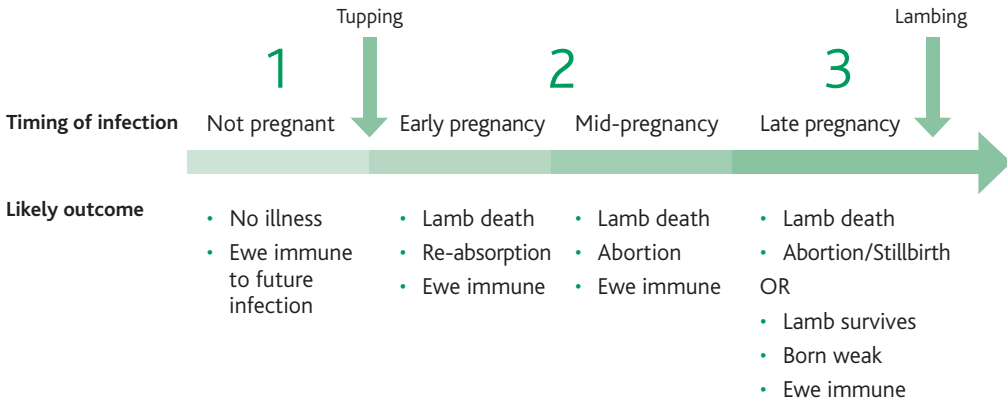 Tupping
Lambing
1
2
3
Timing of infection
Not pregnant
Early pregnancy
Mid-pregnancy
Late pregnancy
Likely outcome
• No illness
• Ewe immune
to future
infection
• Lamb death
• Re-absorption
• Ewe immune
• Lamb death
• Abortion
• Ewe immune
• Lamb death
• Abortion/Stillbirth
OR
• Lamb survives
• Born weak
• Ewe immune